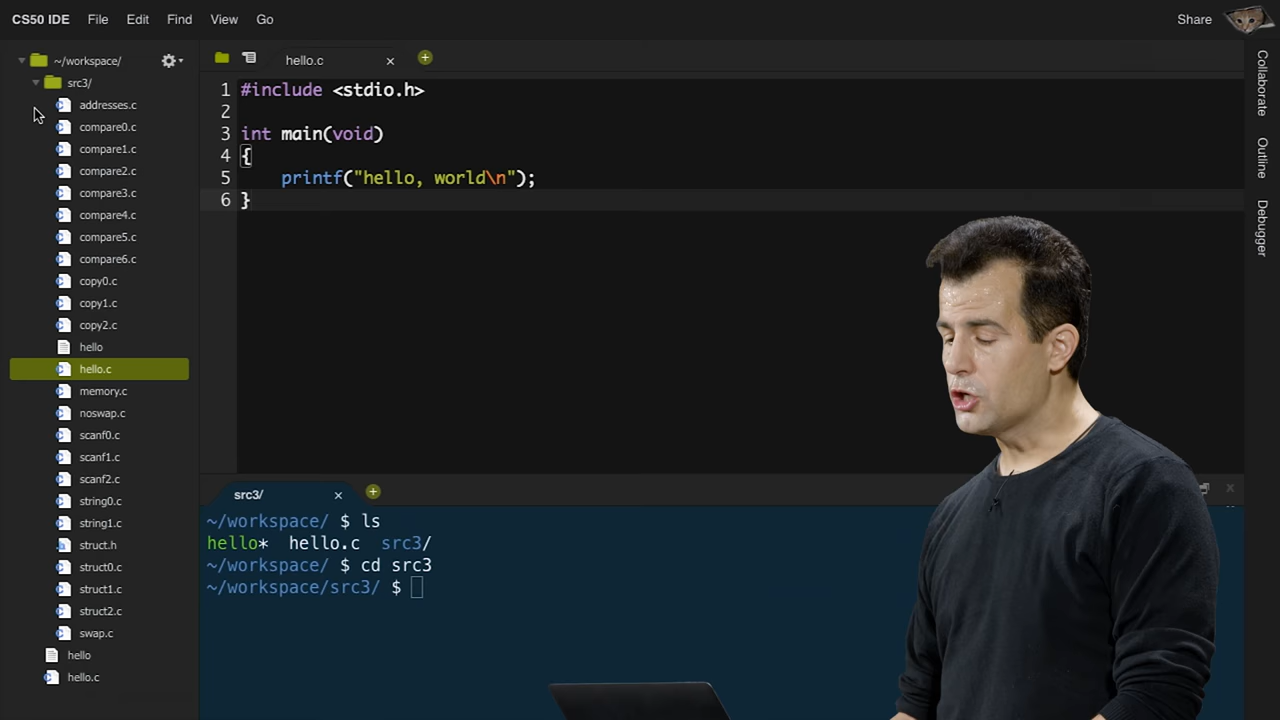 CS50 IDE File Edit Find View Go Share
~/workspace/
src3/
addresses.c
compare0.c
compare1.c
compare2.c
compare3.c
compare4.c
compare5.c
compare6.c
copy0.c
copy1.c
copy2.c
hello
hello.c
memory.c
noswap.c
scanf0.c
scanf1.c
scanf2.c
string0.c
string1.c
struct.h
struct0.c
struct1.c
struct2.c
swap.c
hello
hello.c
hello.c
1 #include <stdio.h>
2
3 int main(void)
4 {
5 printf("hello, world\n");
6 }
src3/
~/workspace/ $ ls
hello* hello.c src3/
~/workspace/ $ cd src3
~/workspace/src3/ $
Collaborate
Outline
Debugger